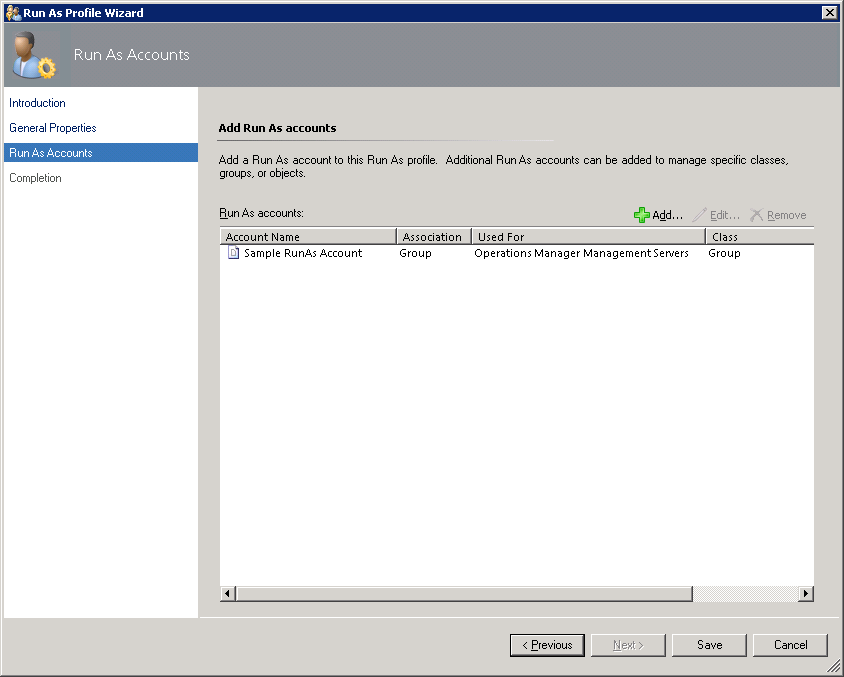 Run As Profile Wizard
Run As Accounts
Introduction
General Properties
Run As Accounts
Completion
Add Run As accounts
Add a Run As account to this Run As profile.  Additional Run As accounts can be added to manage specific classes,
groups, or objects.
Run As accounts:
Add... Edit... Remove
Account Name Association Used For Class
Sample RunAs Account Group Operations Manager Management Servers Group
< Previous Next > Save Cancel